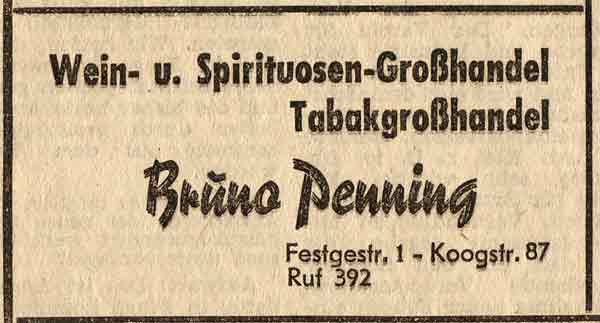 Wein- u. Spirituosen-Großhandel
Tabakgroßhandel
Bruno Penning
Festgestr. 1 - Koogstr. 87
Ruf 392